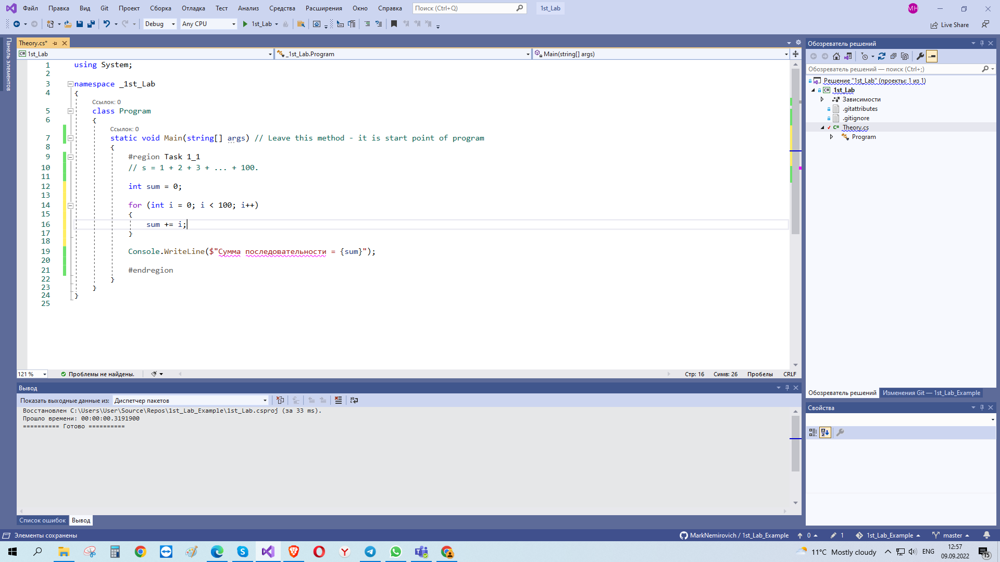 Файл Правка Вид Git Проект Сборка Отладка Тест Анализ Средства Расширения Окно Справка Поиск (Ctrl+Q) 1st_Lab MH
Debug Any CPU 1st_Lab Live Share
Панель элементов
Theory.cs*
1st_Lab _1st_Lab.Program Main(string[] args)
1 using System;
2
3 namespace _1st_Lab
4 {
Ссылок: 0
5 class Program
6 {
Ссылок: 0
7 static void Main(string[] args) // Leave this method - it is start point of program
8 {
9 #region Task 1_1
10 // s = 1 + 2 + 3 + ... + 100.
11
12 int sum = 0;
13
14 for (int i = 0; i < 100; i++)
15 {
16 sum += i;
17 }
18
19 Console.WriteLine($"Сумма последовательности = {sum}");
20
21 #endregion
22 }
23 }
24 }
25
121 % Проблемы не найдены. Стр: 16 Симв: 26 Пробелы CRLF
Вывод
Показать выходные данные из: Диспетчер пакетов
Восстановлен C:\Users\User\Source\Repos\1st_Lab_Example\1st_Lab.csproj (за 33 ms).
Прошло времени: 00:00:00.3191900
========== Готово ==========
Список ошибок Вывод
Обозреватель решений
Обозреватель решений — поиск (Ctrl+;)
Решение "1st_Lab" (проекты: 1 из 1)
1st_Lab
Зависимости
.gitattributes
.gitignore
Theory.cs
Program
Обозреватель решений Изменения Git — 1st_Lab_Example
Свойства
Элементы сохранены MarkNemirovich / 1st_Lab_Example 0 1 1st_Lab_Example master
11°C Mostly cloudy ENG 12:57
09.09.2022 15